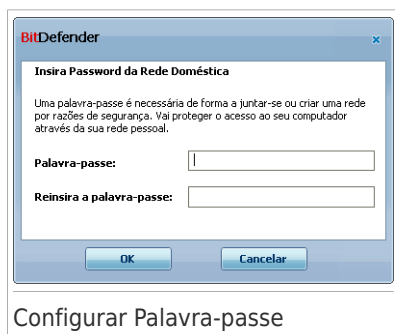 BitDefender
Insira Password da Rede Doméstica
Uma palavra-passe é necessária de forma a juntar-se ou criar uma rede
por razões de segurança. Vai proteger o acesso ao seu computador
através da sua rede pessoal.
Palavra-passe:
Reinsira a palavra-passe:
OK Cancelar
Configurar Palavra-passe